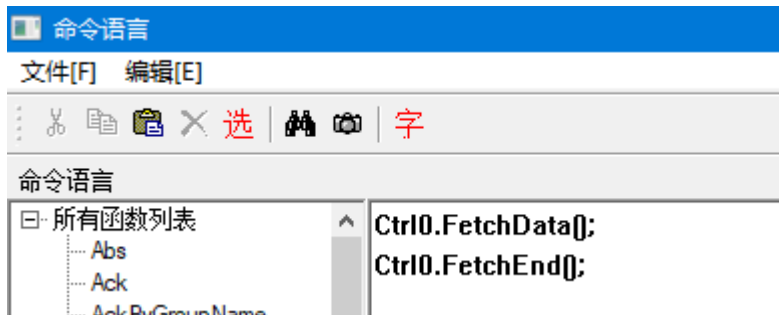 命令语言
文件[F] 编辑[E]
选 字
命令语言
所有函数列表
Abs
Ack
AckByGroupName
Ctrl0.FetchData();
Ctrl0.FetchEnd();